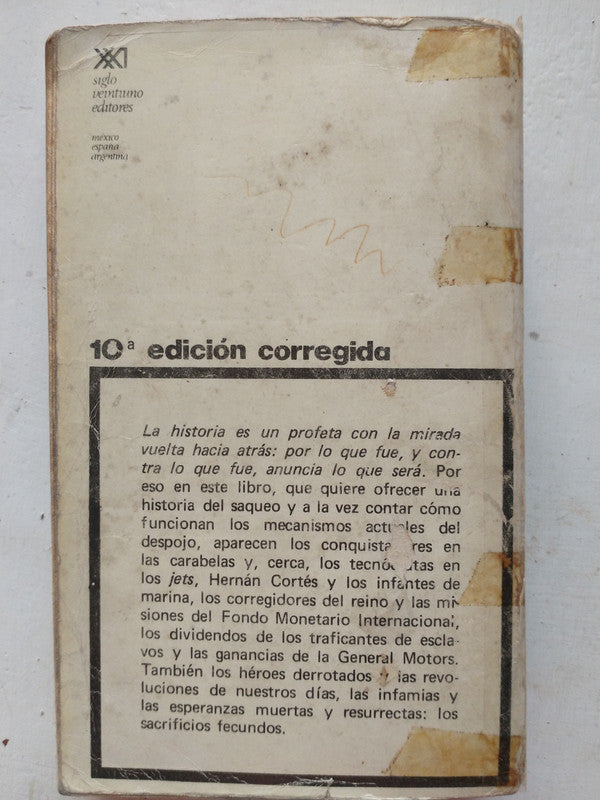 siglo
veintiuno
editores
méxico
españa
argentina
10ª edición corregida
La historia es un profeta con la mirada
vuelta hacia atrás: por lo que fue, y con-
tra lo que fue, anuncia lo que será. Por
eso en este libro, que quiere ofrecer una
historia del saqueo y a la vez contar cómo
funcionan los mecanismos actuales del
despojo, aparecen los conquistadores en
las carabelas y, cerca, los tecnócratas en
los jets, Hernán Cortés y los infantes de
marina, los corregidores del reino y las mi-
siones del Fondo Monetario Internacional,
los dividendos de los traficantes de escla-
vos y las ganancias de la General Motors.
También los héroes derrotados y las revo-
luciones de nuestros días, las infamias y
las esperanzas muertas y resurrectas: los
sacrificios fecundos.